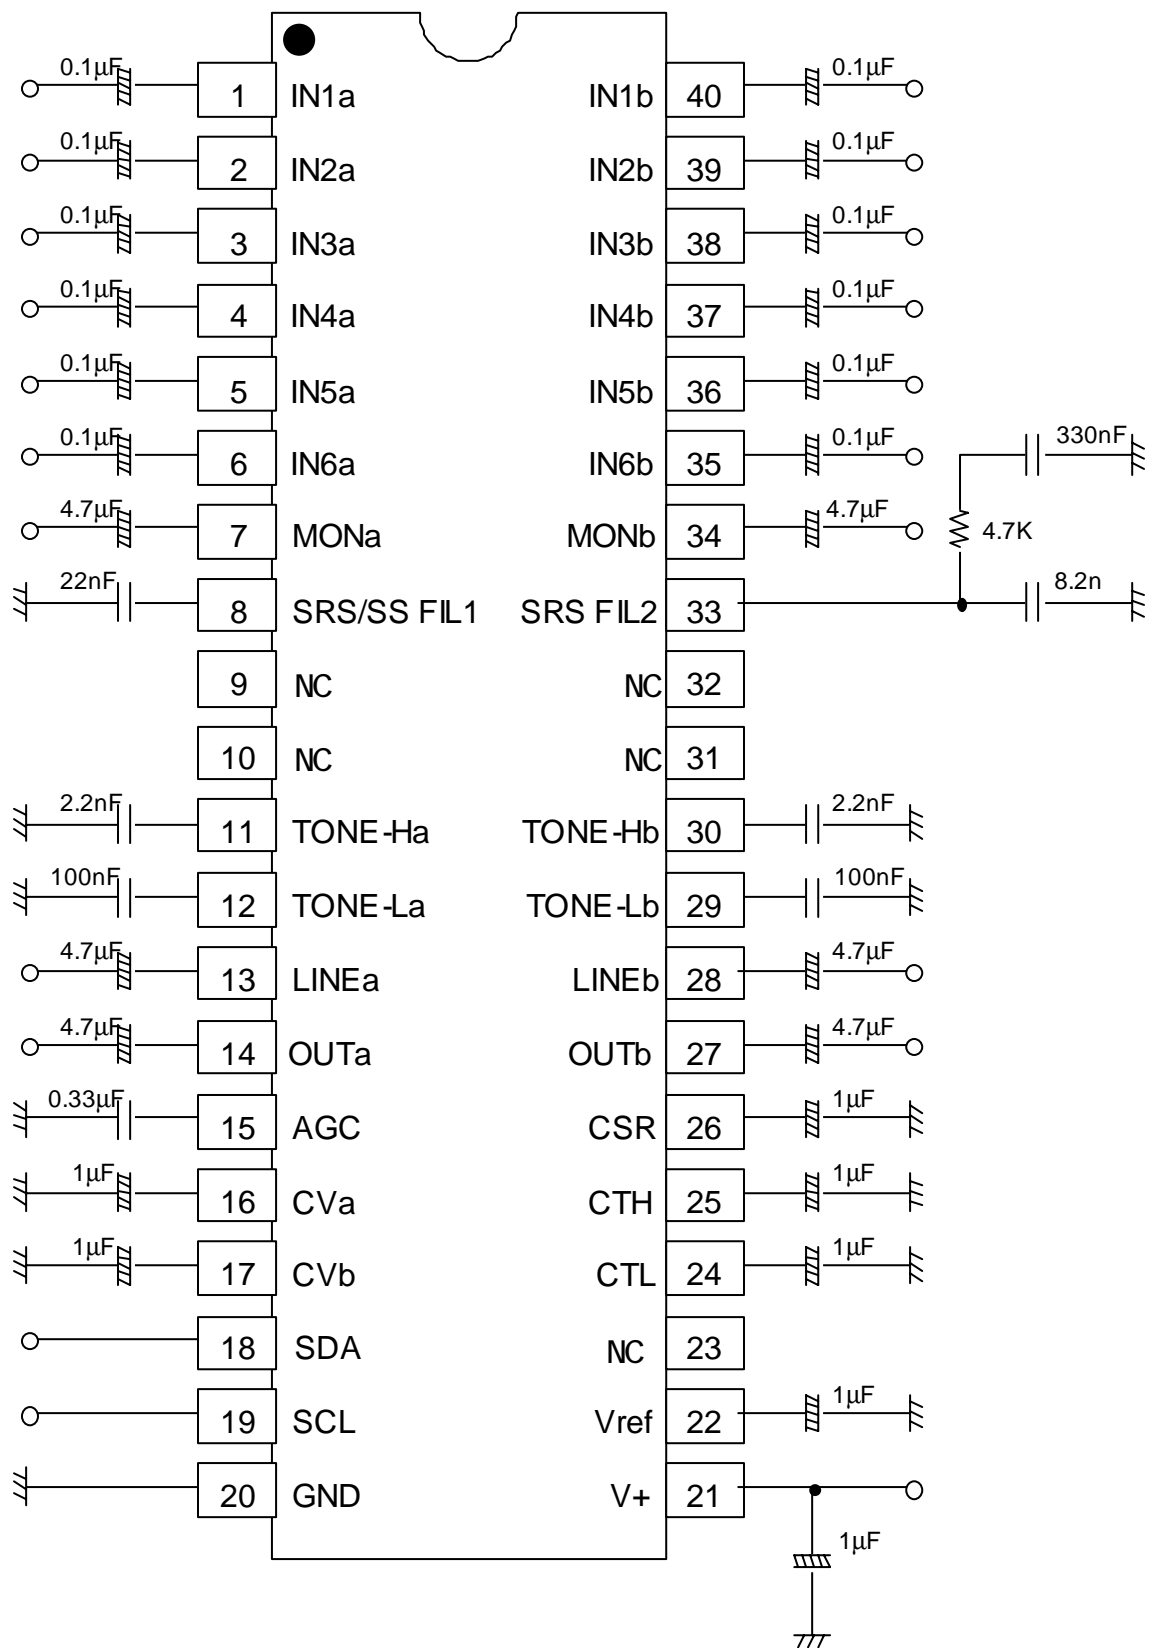 0.1µF 1 IN1a IN1b 40 0.1µF
0.1µF 2 IN2a IN2b 39 0.1µF
0.1µF 3 IN3a IN3b 38 0.1µF
0.1µF 4 IN4a IN4b 37 0.1µF
0.1µF 5 IN5a IN5b 36 0.1µF
0.1µF 6 IN6a IN6b 35 0.1µF 330nF
4.7µF 7 MONa MONb 34 4.7µF 4.7K
22nF 8 SRS/SS FIL1 SRS FIL2 33 8.2n
9 NC NC 32
10 NC NC 31
2.2nF 11 TONE-Ha TONE-Hb 30 2.2nF
100nF 12 TONE-La TONE-Lb 29 100nF
4.7µF 13 LINEa LINEb 28 4.7µF
4.7µF 14 OUTa OUTb 27 4.7µF
0.33µF 15 AGC CSR 26 1µF
1µF 16 CVa CTH 25 1µF
1µF 17 CVb CTL 24 1µF
18 SDA NC 23
19 SCL Vref 22 1µF
20 GND V+ 21
1µF